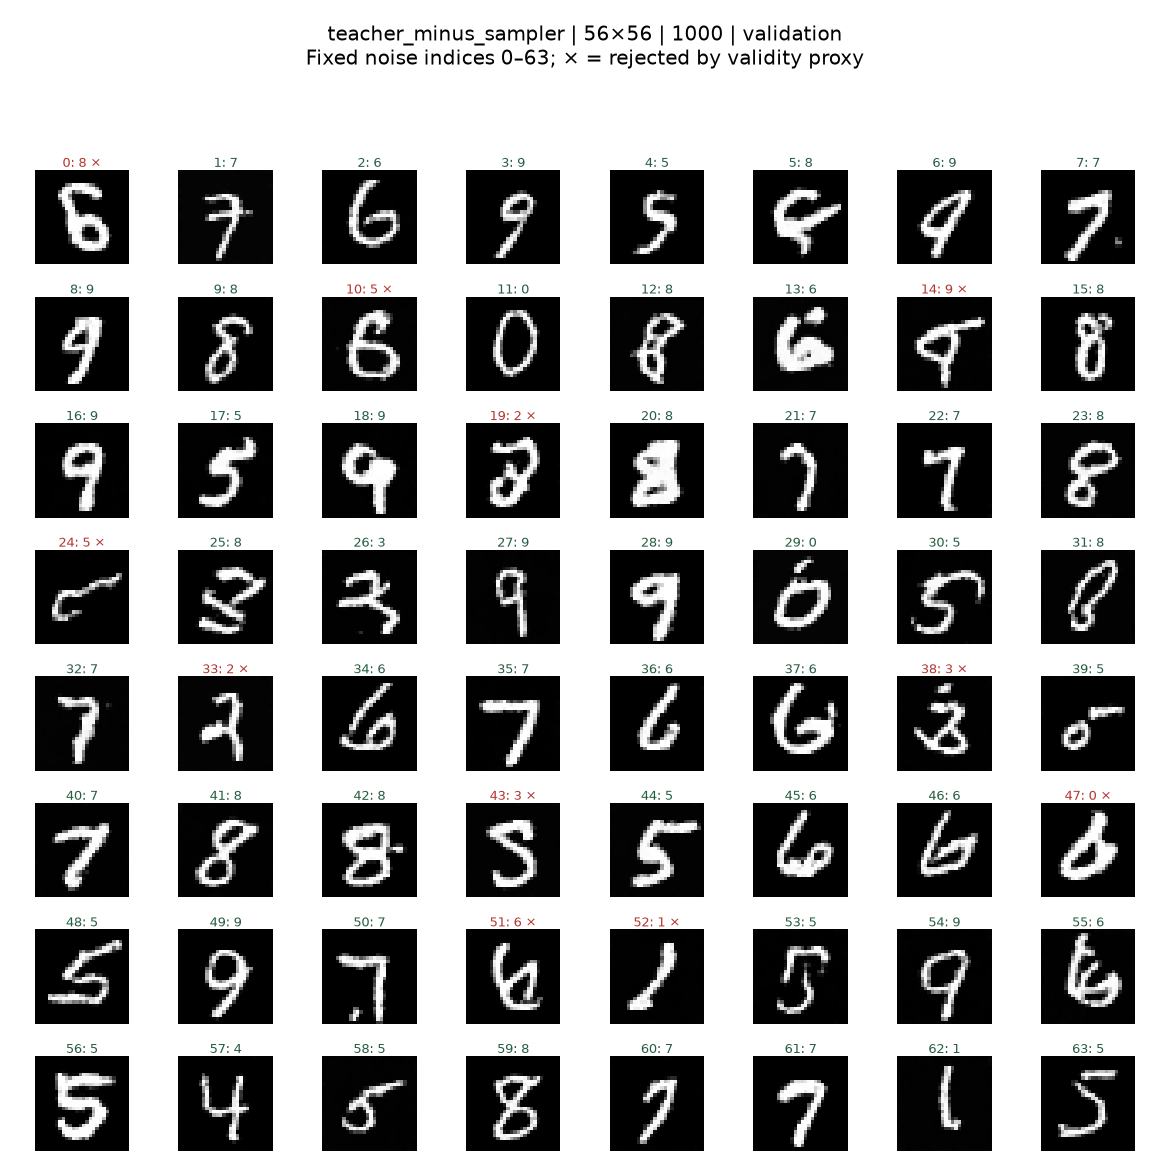 teacher_minus_sampler | 56×56 | 1000 | validation
Fixed noise indices 0–63; × = rejected by validity proxy
0: 8 × 1: 7 2: 6 3: 9 4: 5 5: 8 6: 9 7: 7
8: 9 9: 8 10: 5 × 11: 0 12: 8 13: 6 14: 9 × 15: 8
16: 9 17: 5 18: 9 19: 2 × 20: 8 21: 7 22: 7 23: 8
24: 5 × 25: 8 26: 3 27: 9 28: 9 29: 0 30: 5 31: 8
32: 7 33: 2 × 34: 6 35: 7 36: 6 37: 6 38: 3 × 39: 5
40: 7 41: 8 42: 8 43: 3 × 44: 5 45: 6 46: 6 47: 0 ×
48: 5 49: 9 50: 7 51: 6 × 52: 1 × 53: 5 54: 9 55: 6
56: 5 57: 4 58: 5 59: 8 60: 7 61: 7 62: 1 63: 5